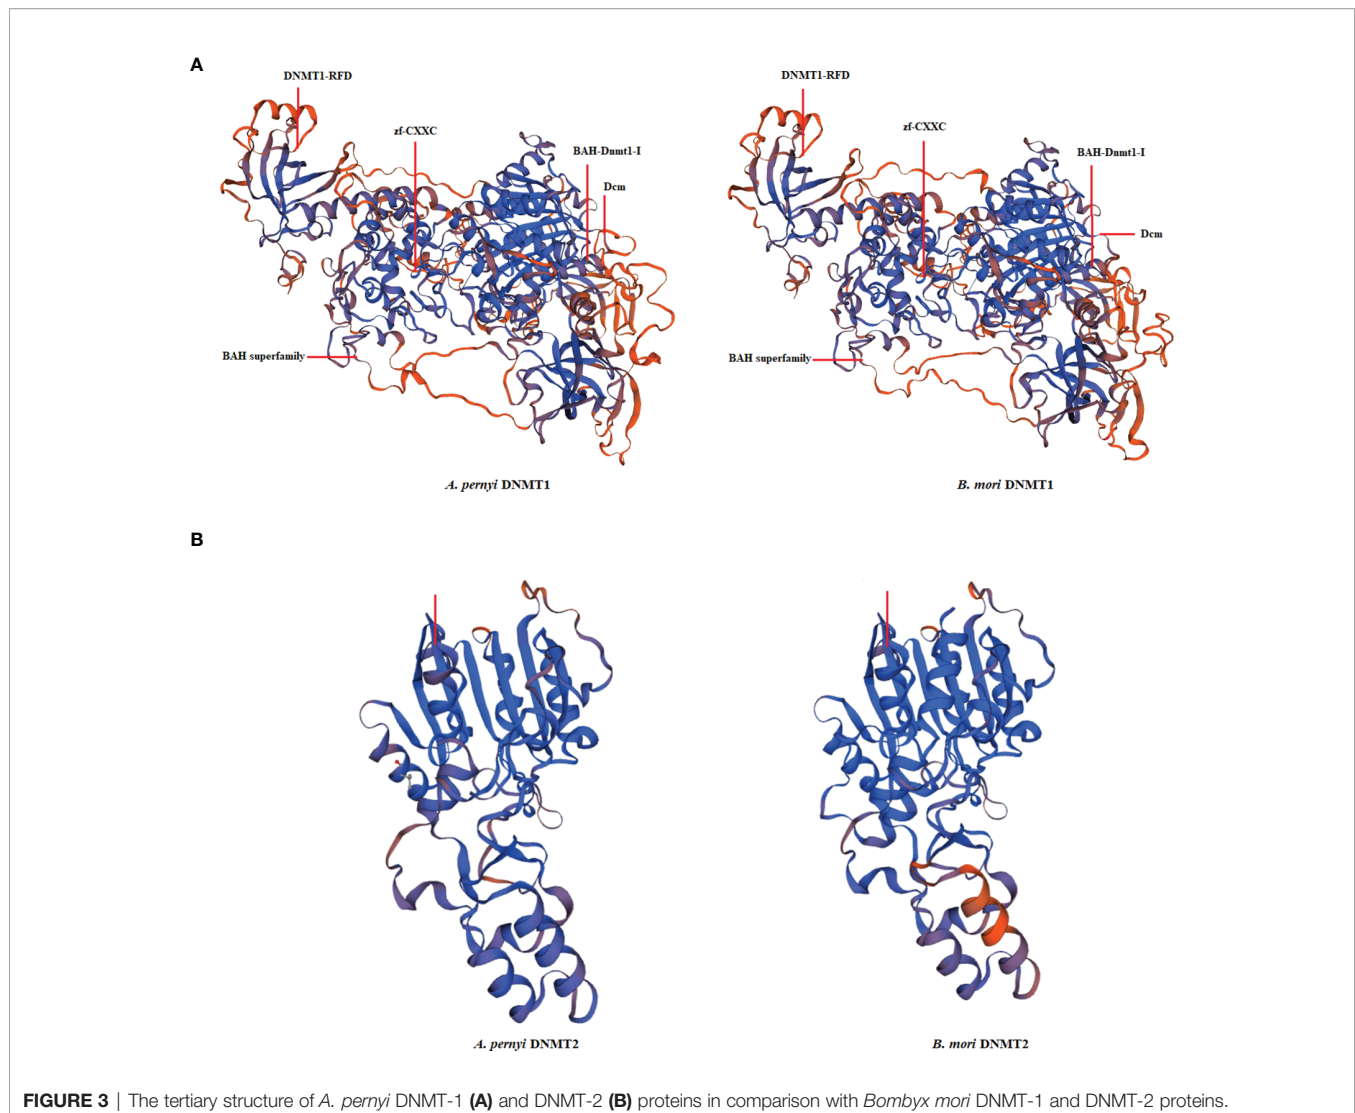 A
DNMT1-RFD
zf-CXXC
BAH-Dnmt1-I
Dcm
BAH superfamily
A. pernyi DNMT1
DNMT1-RFD
zf-CXXC
BAH-Dnmt1-I
Dcm
BAH superfamily
B. mori DNMT1
B
A. pernyi DNMT2
B. mori DNMT2
FIGURE 3 | The tertiary structure of A. pernyi DNMT-1 (A) and DNMT-2 (B) proteins in comparison with Bombyx mori DNMT-1 and DNMT-2 proteins.